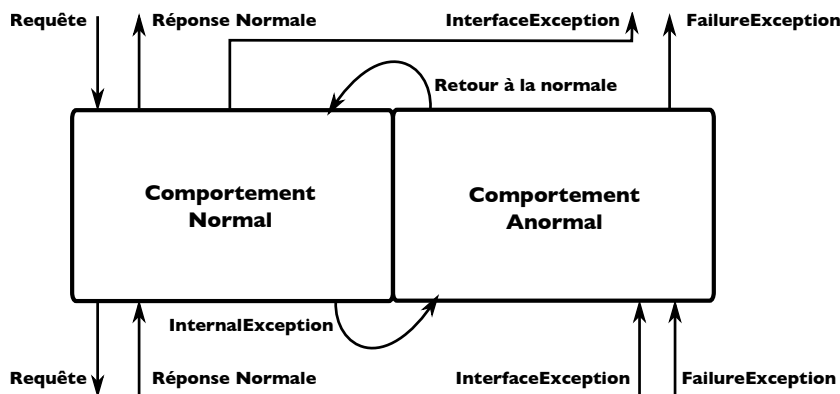 Requête
Réponse Normale
InterfaceException
FailureException
Retour à la normale
Comportement
Normal
Comportement
Anormal
InternalException
Requête
Réponse Normale
InterfaceException
FailureException